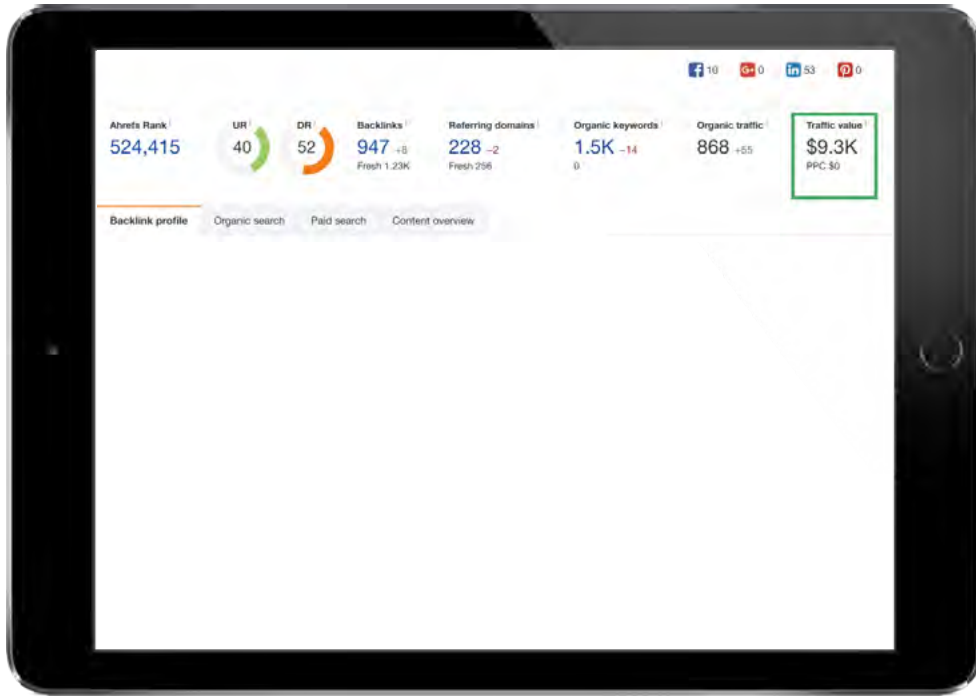 10 0 53 0
Ahrefs Rank UR DR Backlinks Referring domains Organic keywords Organic traffic Traffic value
524,415 40 52 947 +8 228 -2 1.5K -14 868 +55 $9.3K
Fresh 1.23K Fresh 256 0 PPC $0
Backlink profile Organic search Paid search Content overview